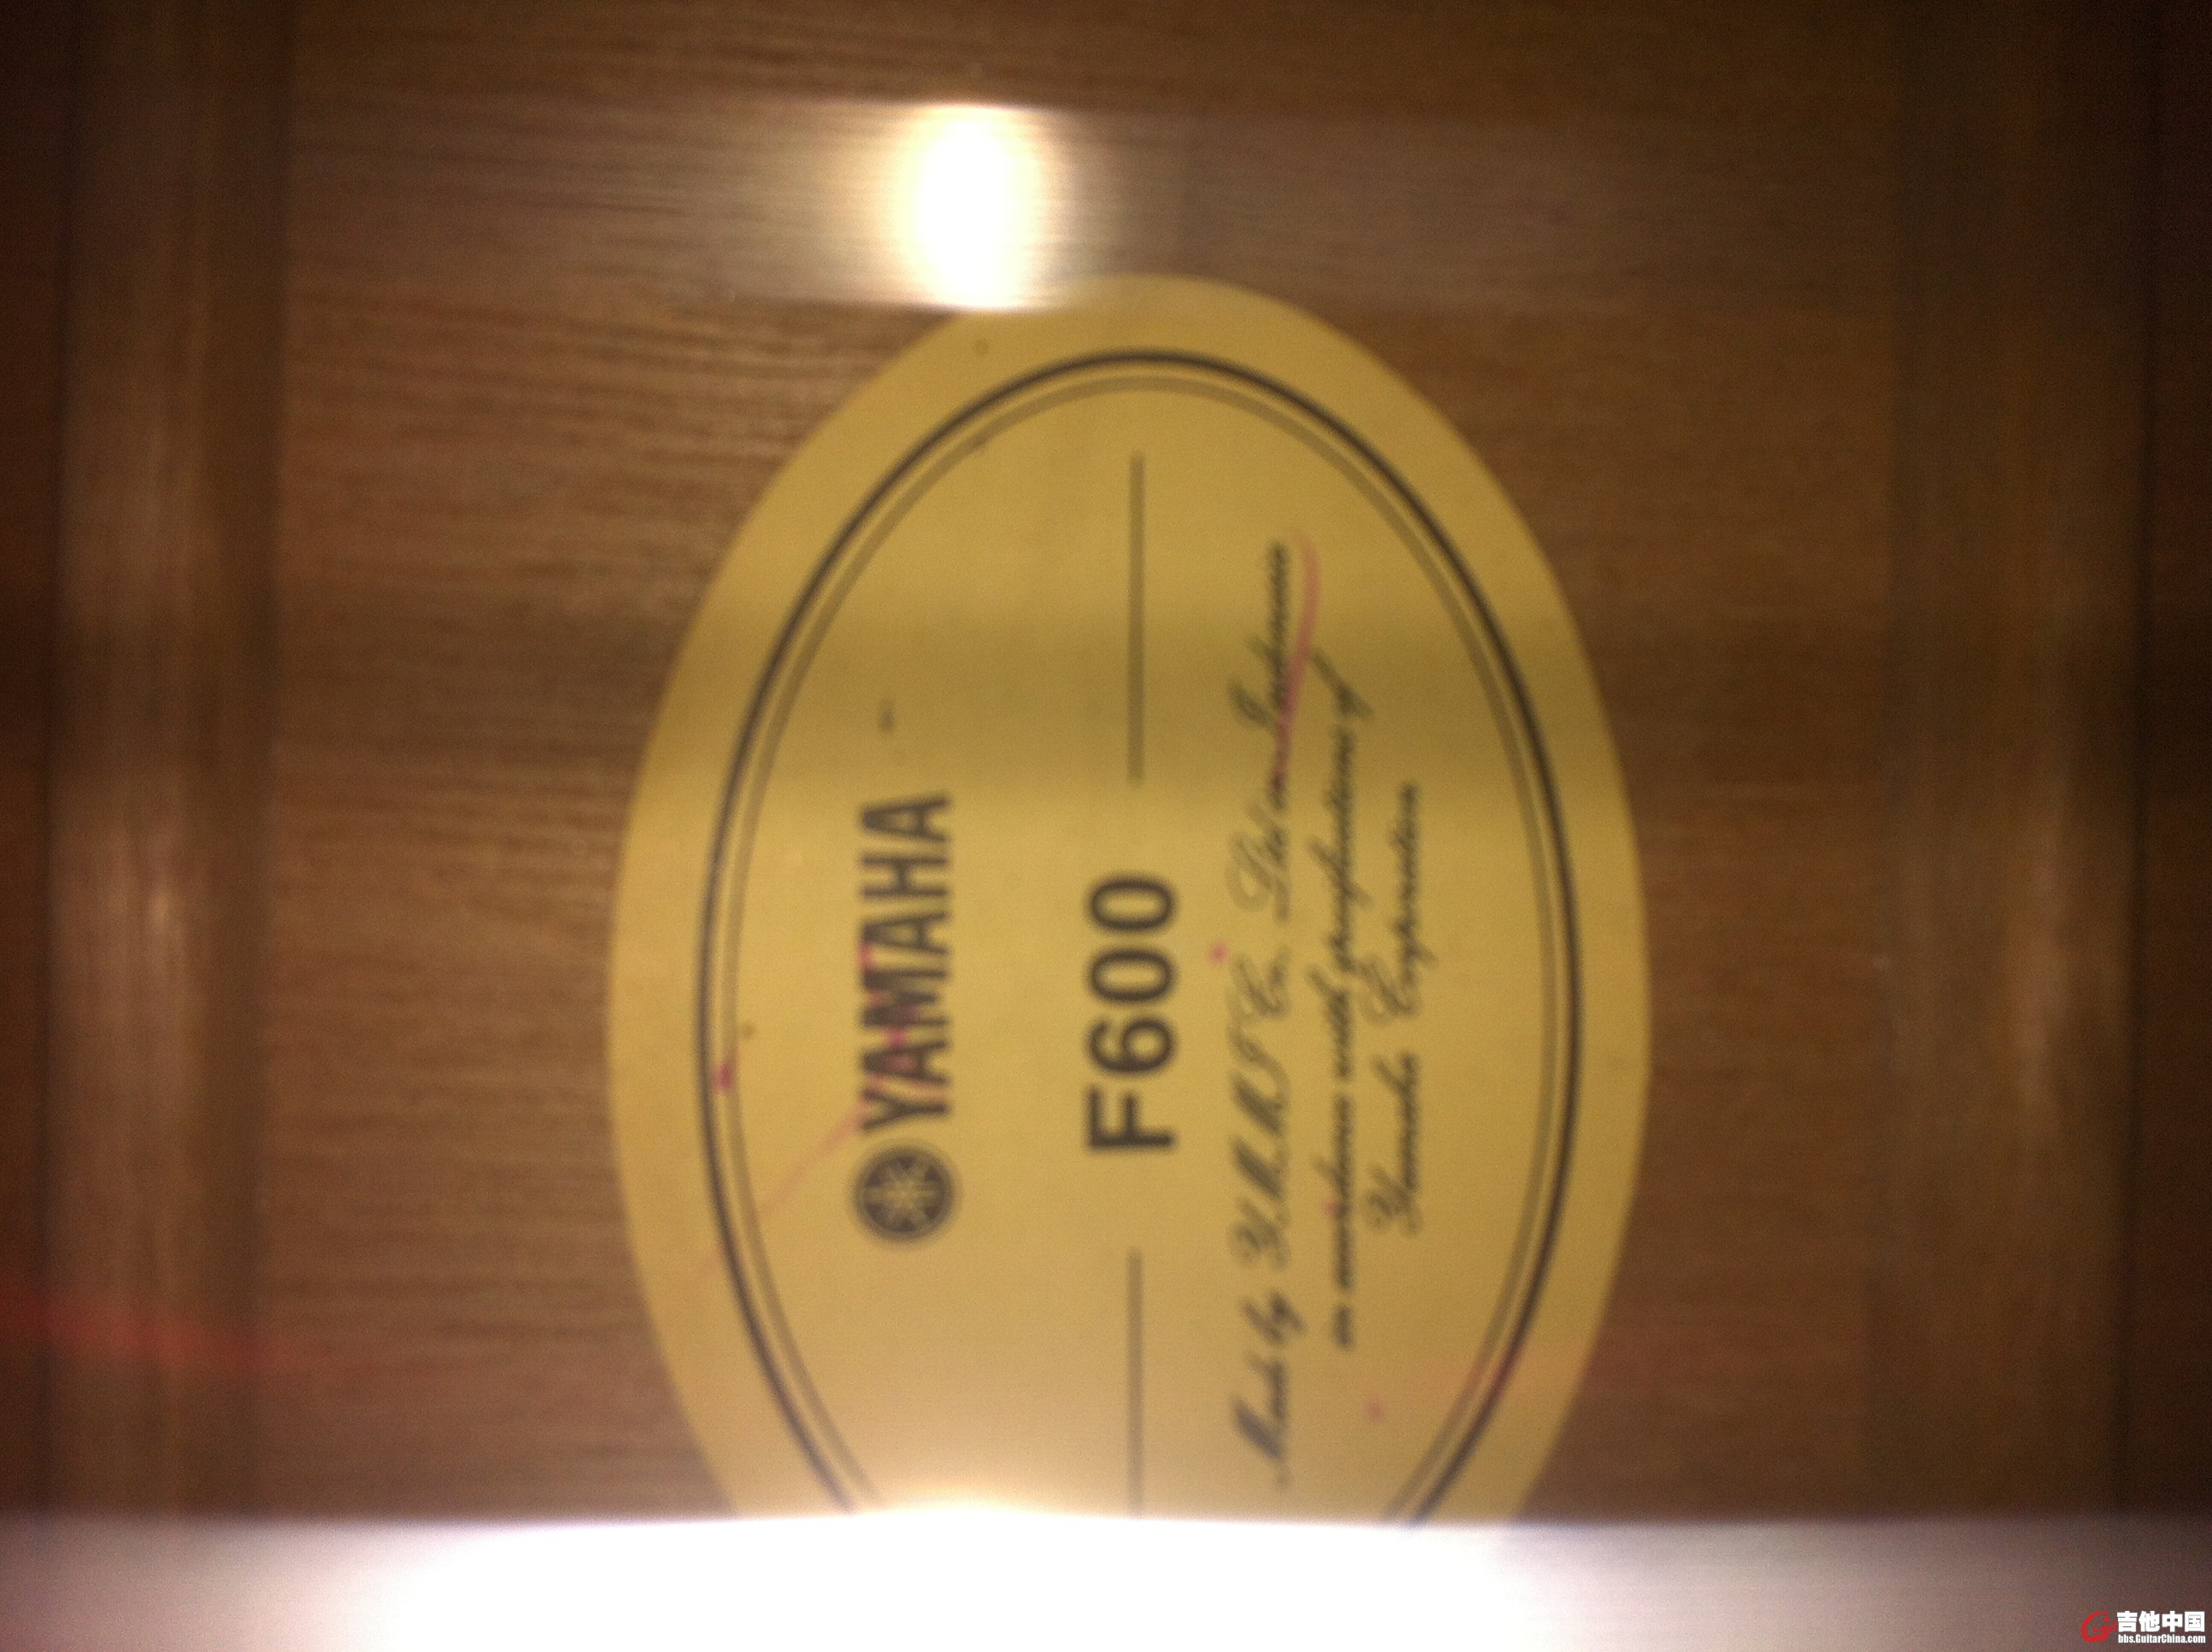 YAMAHA
F600
Made by Y.M.M.I Co. Ltd in Indonesia
in accordance with specifications of
Yamaha Corporation
吉他中国
bbs.GuitarChina.com